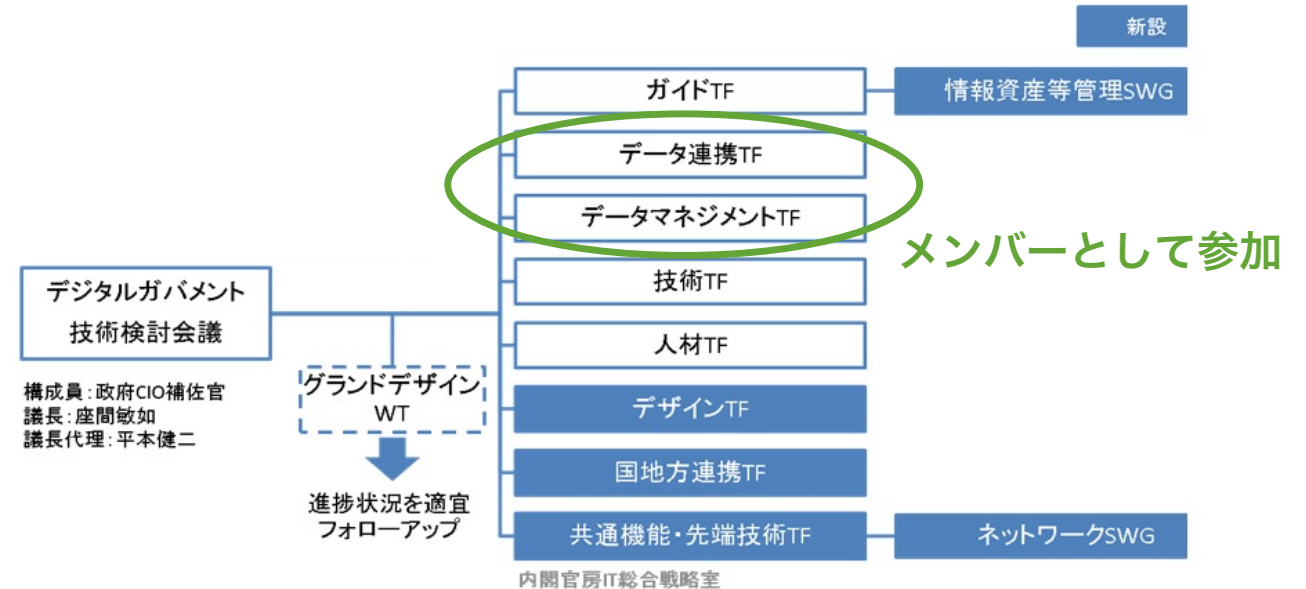 新設
ガイドTF
情報資産等管理SWG
データ連携TF
データマネジメントTF
メンバーとして参加
技術TF
デジタルガバメント
技術検討会議
人材TF
構成員:政府CIO補佐官
議長:座間敏如
議長代理:平本健二
グランドデザイン
WT
デザインTF
国地方連携TF
進捗状況を適宜
フォローアップ
共通機能・先端技術TF
ネットワークSWG
内閣官房IT総合戦略室